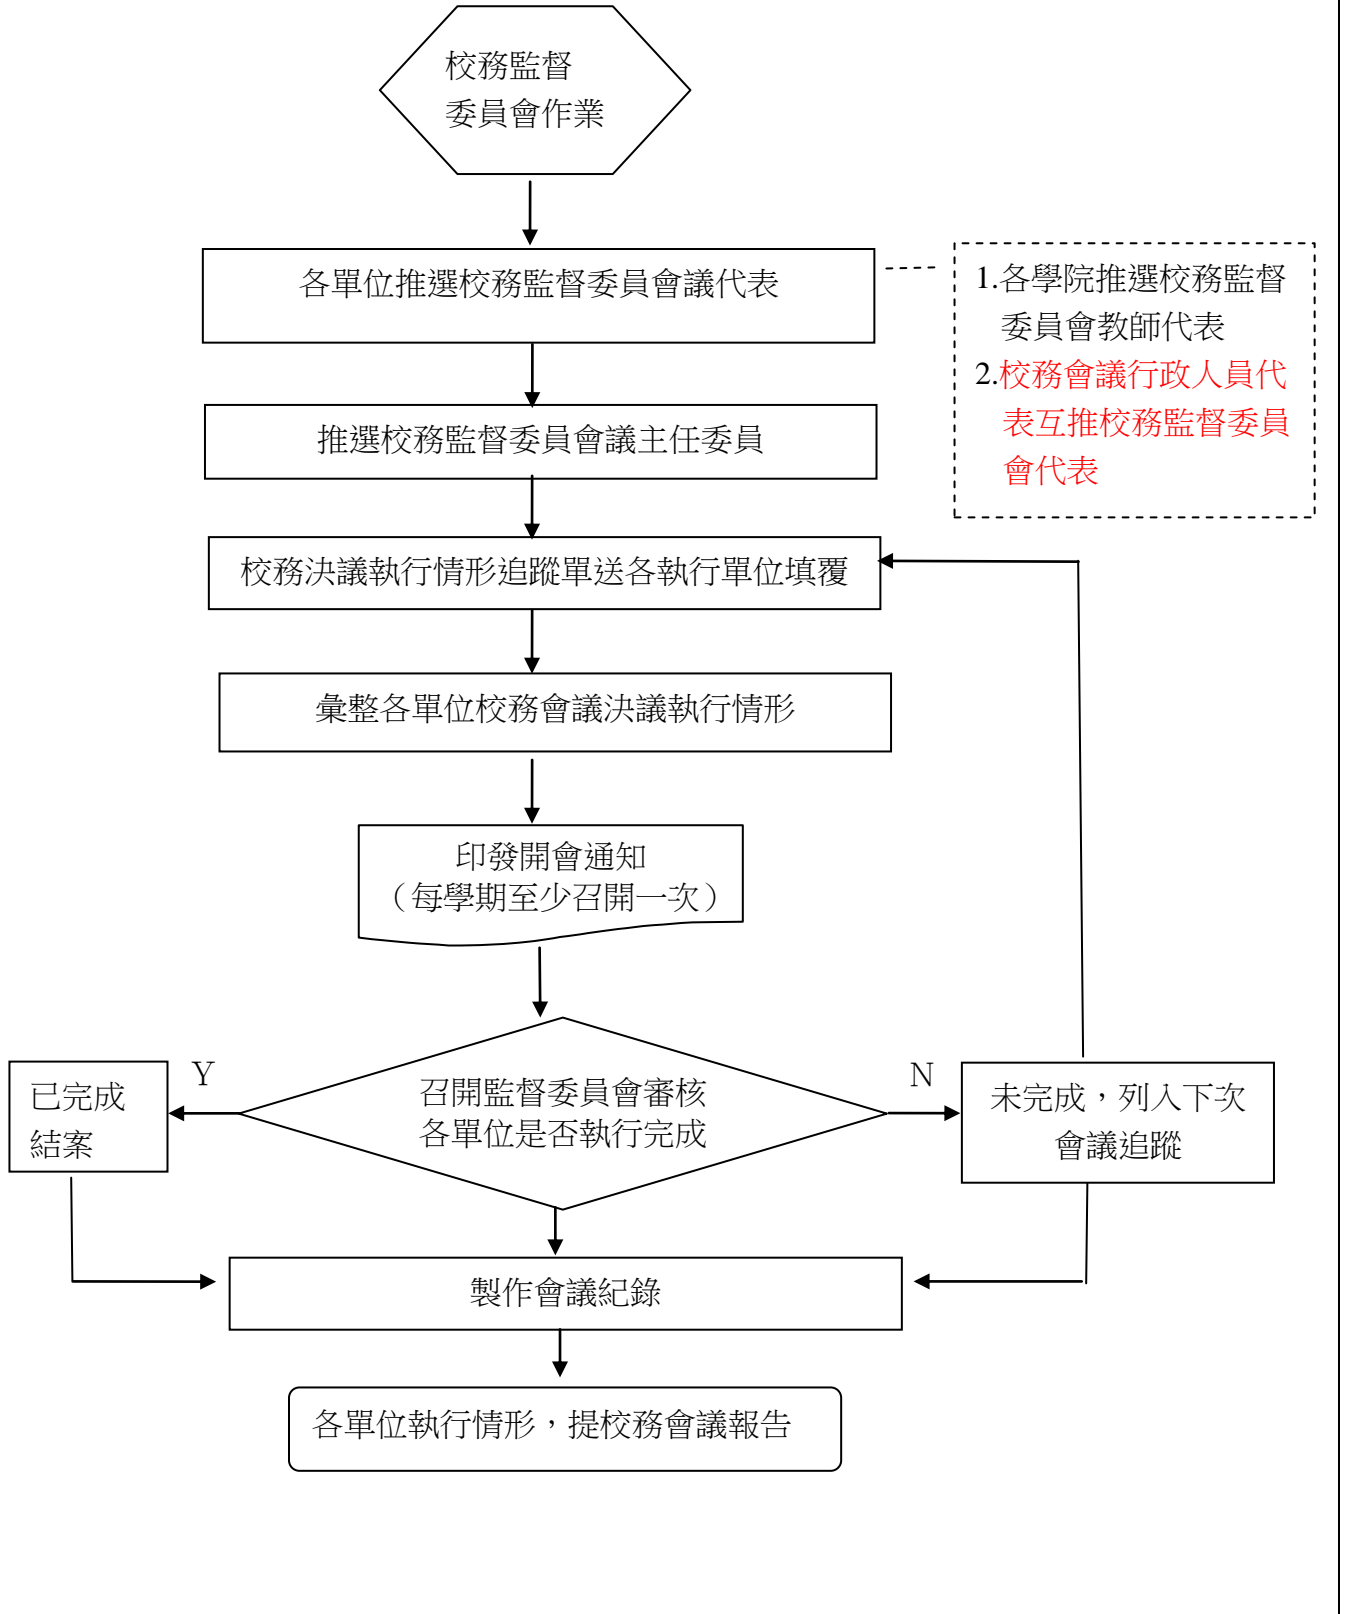 校務監督
委員會作業
各單位推選校務監督委員會議代表
1.各學院推選校務監督
委員會教師代表
2.校務會議行政人員代
表互推校務監督委員
會代表
推選校務監督委員會議主任委員
校務決議執行情形追蹤單送各執行單位填覆
彙整各單位校務會議決議執行情形
印發開會通知
（每學期至少召開一次）
召開監督委員會審核
各單位是否執行完成
Y
已完成
結案
N
未完成，列入下次
會議追蹤
製作會議紀錄
各單位執行情形，提校務會議報告